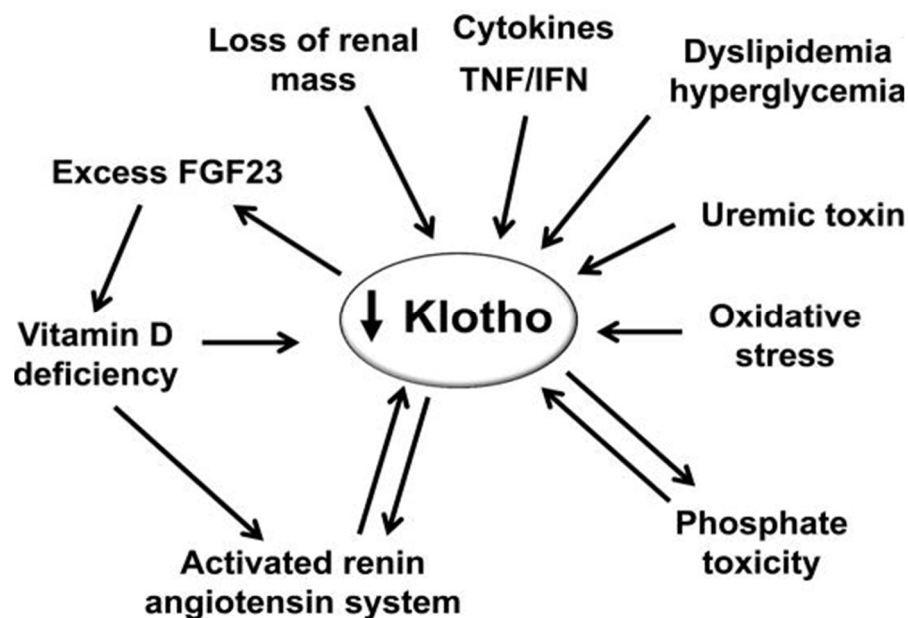 Loss of renal
mass
Cytokines
TNF/IFN
Dyslipidemia
hyperglycemia
Excess FGF23
Uremic toxin
Klotho
Vitamin D
deficiency
Oxidative
stress
Phosphate
toxicity
Activated renin
angiotensin system